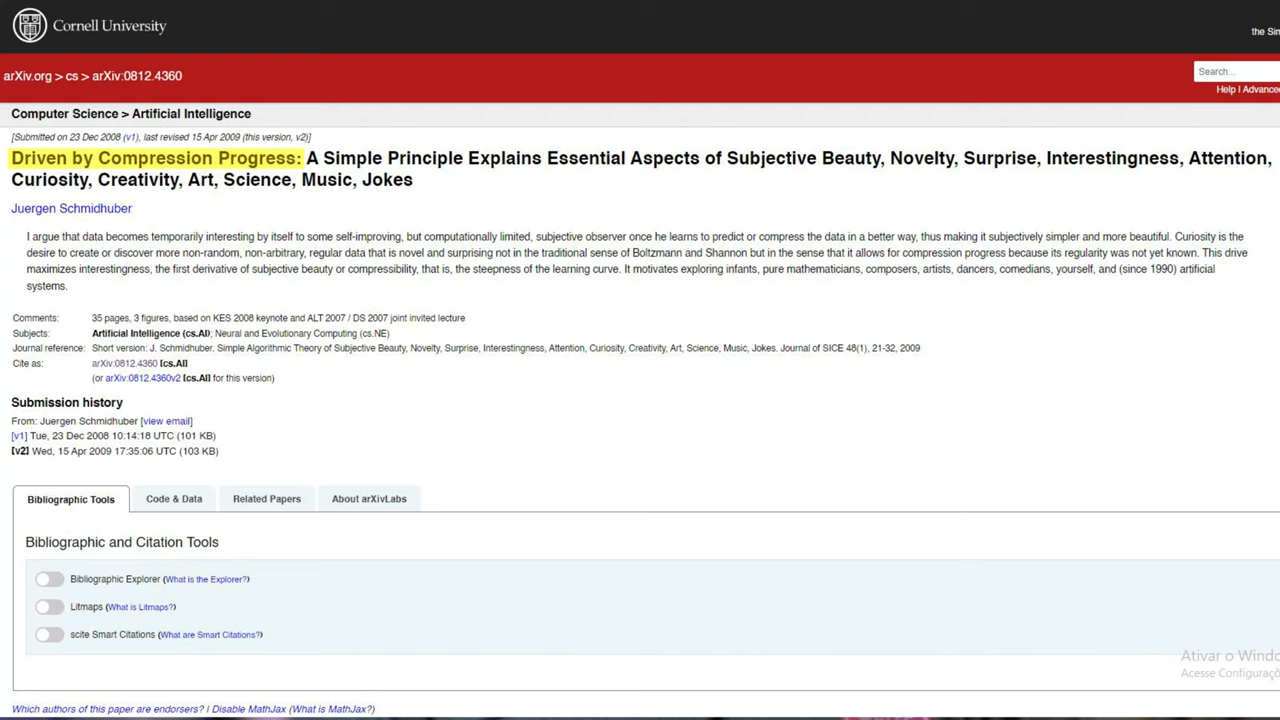 Cornell University
the Sim
arXiv.org > cs > arXiv:0812.4360
Search...
Help | Advanced
Computer Science > Artificial Intelligence
[Submitted on 23 Dec 2008 (v1), last revised 15 Apr 2009 (this version, v2)]
Driven by Compression Progress: A Simple Principle Explains Essential Aspects of Subjective Beauty, Novelty, Surprise, Interestingness, Attention,
Curiosity, Creativity, Art, Science, Music, Jokes
Juergen Schmidhuber
I argue that data becomes temporarily interesting by itself to some self-improving, but computationally limited, subjective observer once he learns to predict or compress the data in a better way, thus making it subjectively simpler and more beautiful. Curiosity is the
desire to create or discover more non-random, non-arbitrary, regular data that is novel and surprising not in the traditional sense of Boltzmann and Shannon but in the sense that it allows for compression progress because its regularity was not yet known. This drive
maximizes interestingness, the first derivative of subjective beauty or compressibility, that is, the steepness of the learning curve. It motivates exploring infants, pure mathematicians, composers, artists, dancers, comedians, yourself, and (since 1990) artificial
systems.
Comments: 35 pages, 3 figures, based on KES 2008 keynote and ALT 2007 / DS 2007 joint invited lecture
Subjects: Artificial Intelligence (cs.AI); Neural and Evolutionary Computing (cs.NE)
Journal reference: Short version: J. Schmidhuber. Simple Algorithmic Theory of Subjective Beauty, Novelty, Surprise, Interestingness, Attention, Curiosity, Creativity, Art, Science, Music, Jokes. Journal of SICE 48(1), 21-32, 2009
Cite as: arXiv:0812.4360 [cs.AI]
(or arXiv:0812.4360v2 [cs.AI] for this version)
Submission history
From: Juergen Schmidhuber [view email]
[v1] Tue, 23 Dec 2008 10:14:18 UTC (101 KB)
[v2] Wed, 15 Apr 2009 17:35:06 UTC (103 KB)
Bibliographic Tools Code & Data Related Papers About arXivLabs
Bibliographic and Citation Tools
Bibliographic Explorer (What is the Explorer?)
Litmaps (What is Litmaps?)
scite Smart Citations (What are Smart Citations?)
Ativar o Windo
Acesse Configuraçõ
Which authors of this paper are endorsers? | Disable MathJax (What is MathJax?)